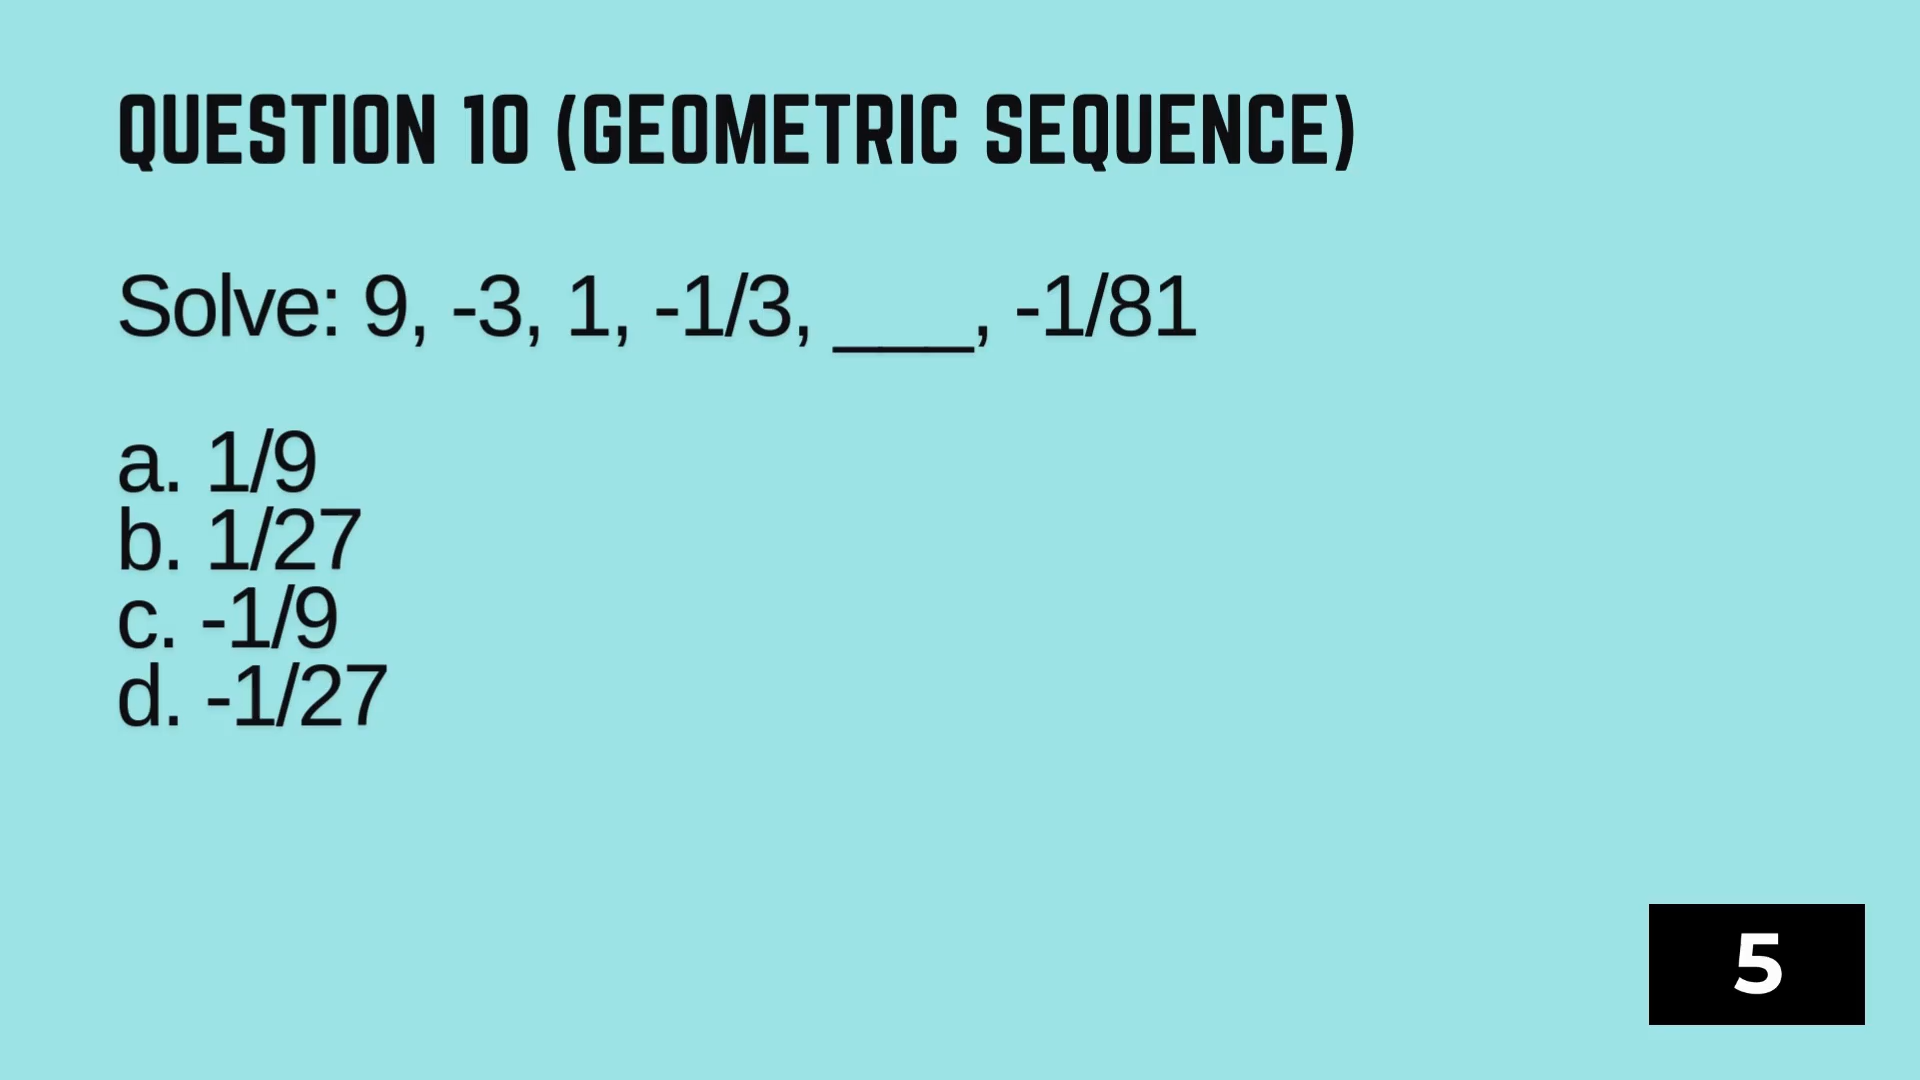 QUESTION 10 (GEOMETRIC SEQUENCE)
Solve: 9, -3, 1, -1/3, ___, -1/81
a. 1/9
b. 1/27
c. -1/9
d. -1/27
5